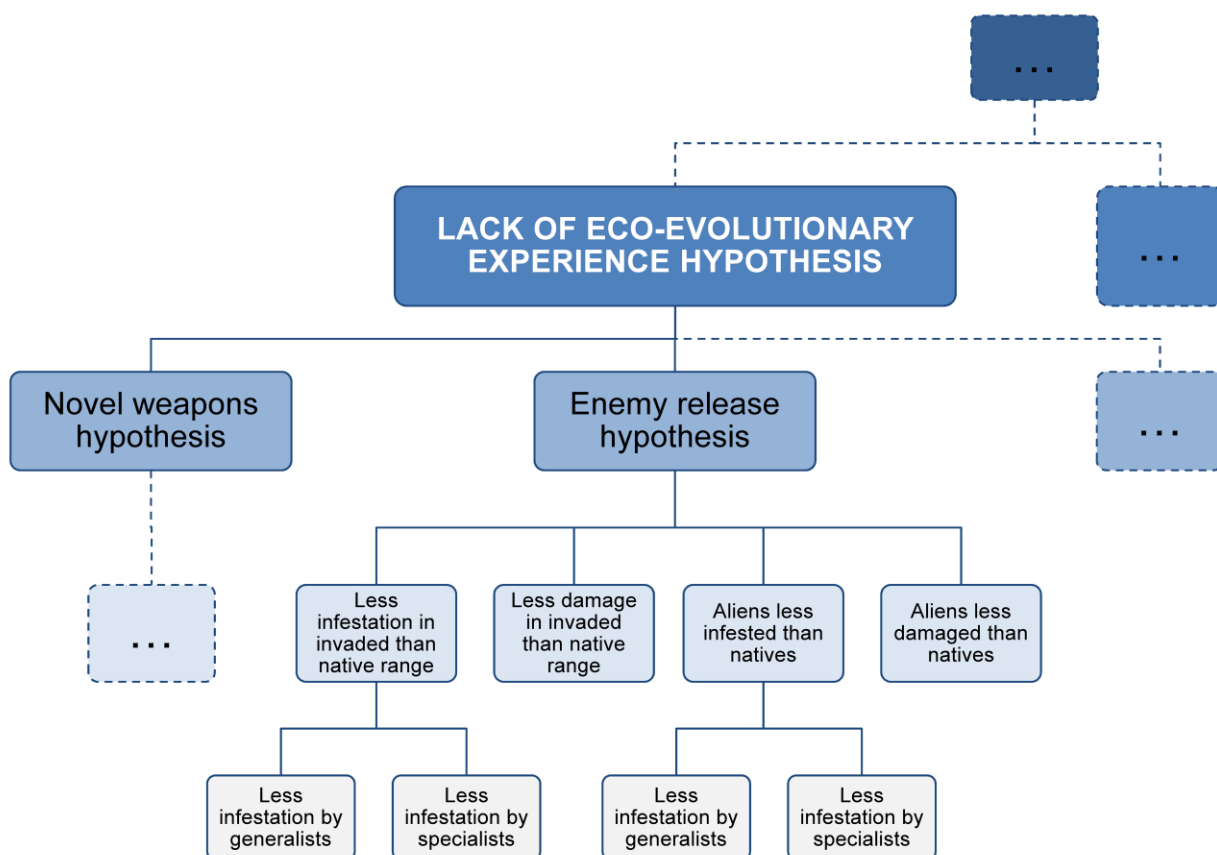 ...
LACK OF ECO-EVOLUTIONARY
EXPERIENCE HYPOTHESIS
...
Novel weapons
hypothesis
Enemy release
hypothesis
...
...
Less
infestation in
invaded than
native range
Less damage
in invaded
than native
range
Aliens less
infested than
natives
Aliens less
damaged than
natives
Less
infestation by
generalists
Less
infestation by
specialists
Less
infestation by
generalists
Less
infestation by
specialists